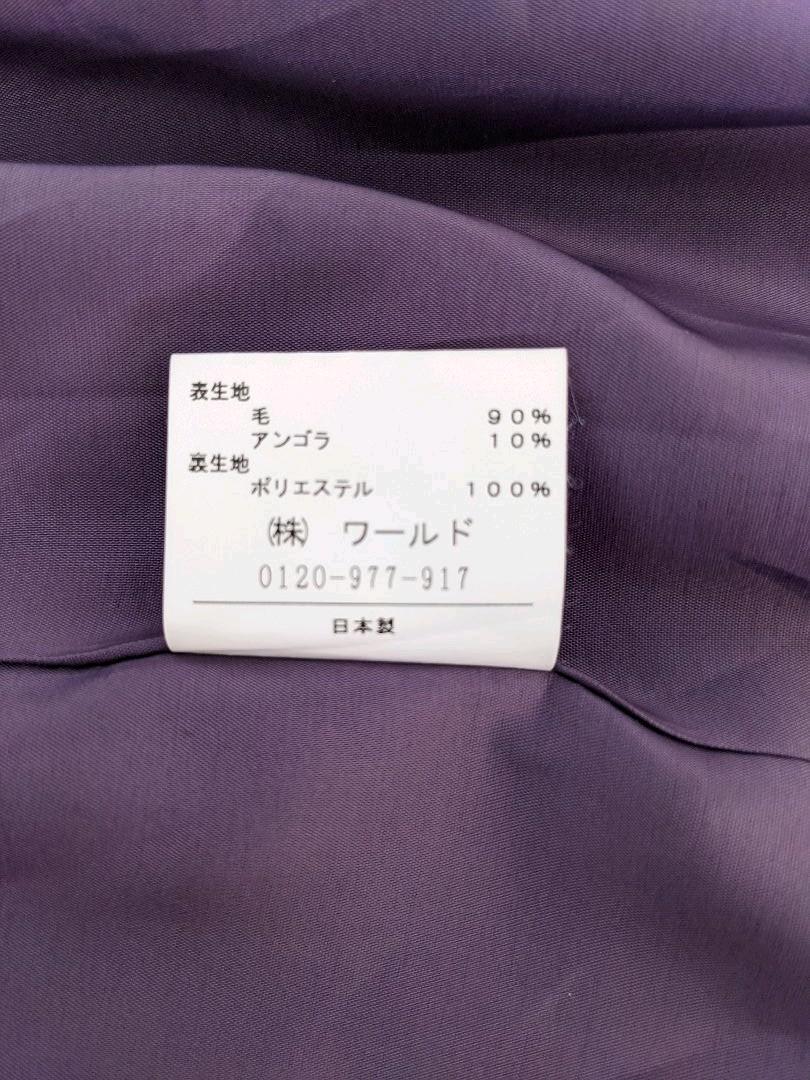 表生地
毛 90%
アンゴラ 10%
裏生地
ポリエステル 100%
㈱ ワールド
0120-977-917
日本製